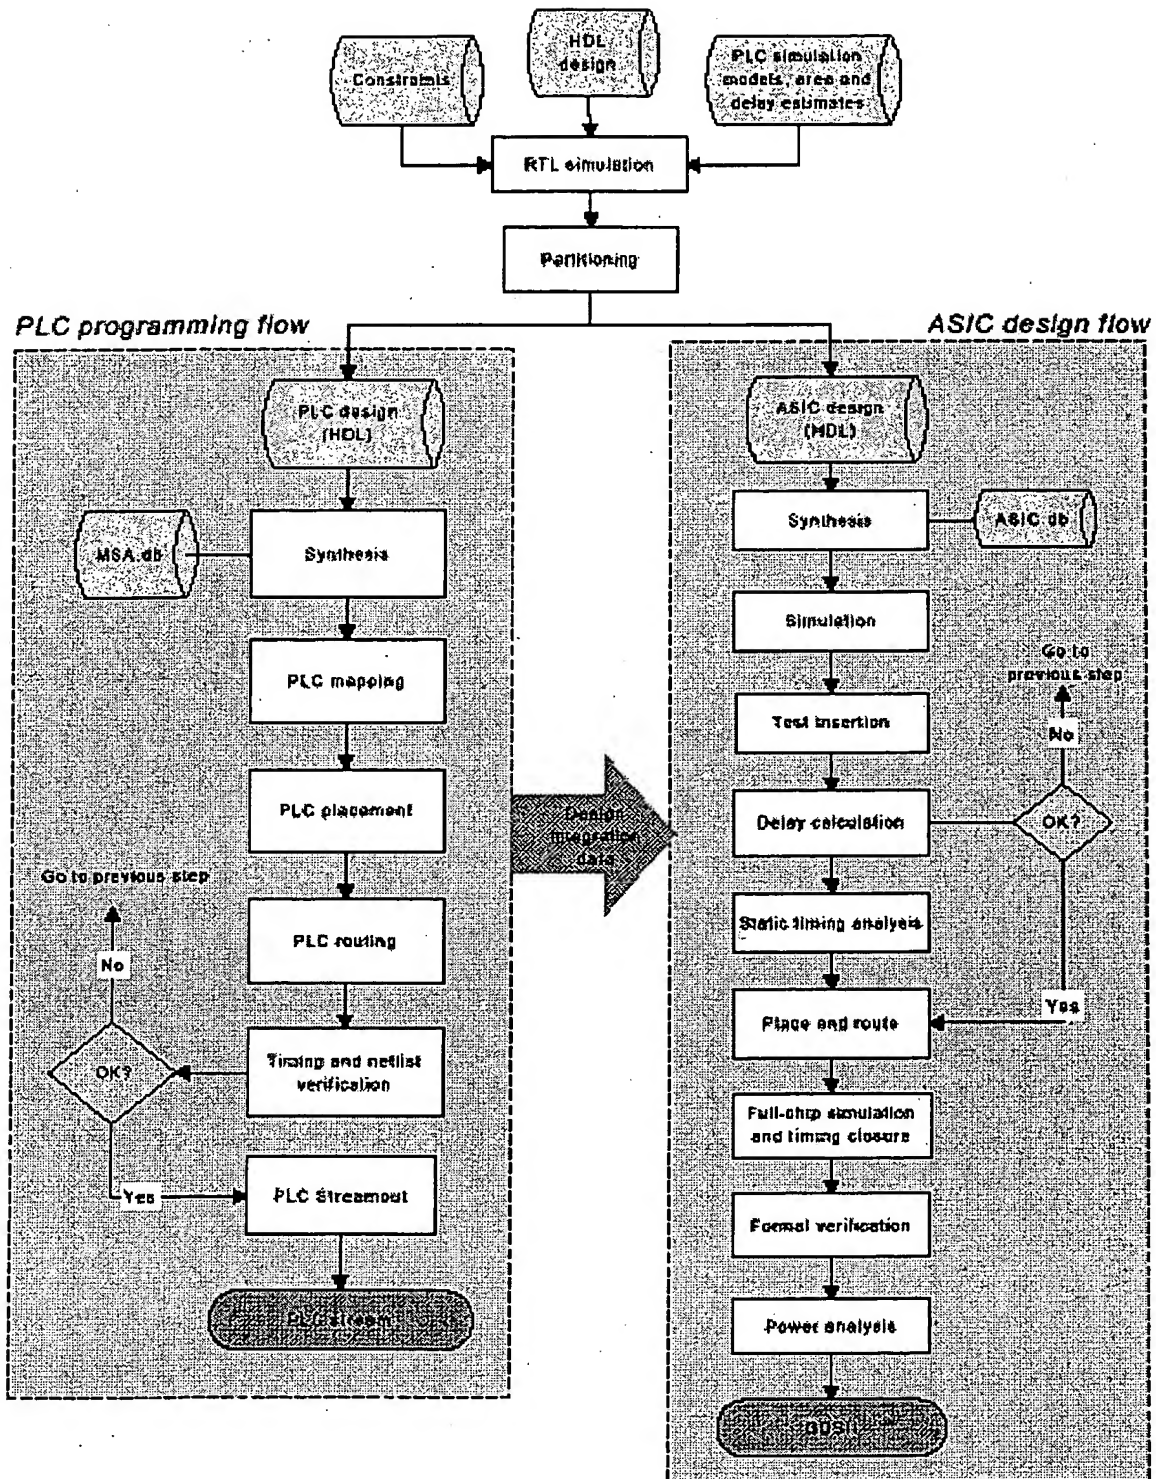 HDL
design
Constraints
PLC simulation
models, area and
delay estimates
RTL simulation
Partitioning
PLC programming flow
PLC design
(HDL)
MSA.db
Synthesis
PLC mapping
PLC placement
Go to previous step
PLC routing
No
OK?
Timing and netlist
verification
Yes
PLC Streamout
PLC stream
Design
integration
data
ASIC design flow
ASIC design
(HDL)
Synthesis
ASIC db
Simulation
Go to
previous step
Test insertion
No
Delay calculation
OK?
Static timing analysis
Yes
Place and route
Full-chip simulation
and timing closure
Formal verification
Power analysis
GDSII